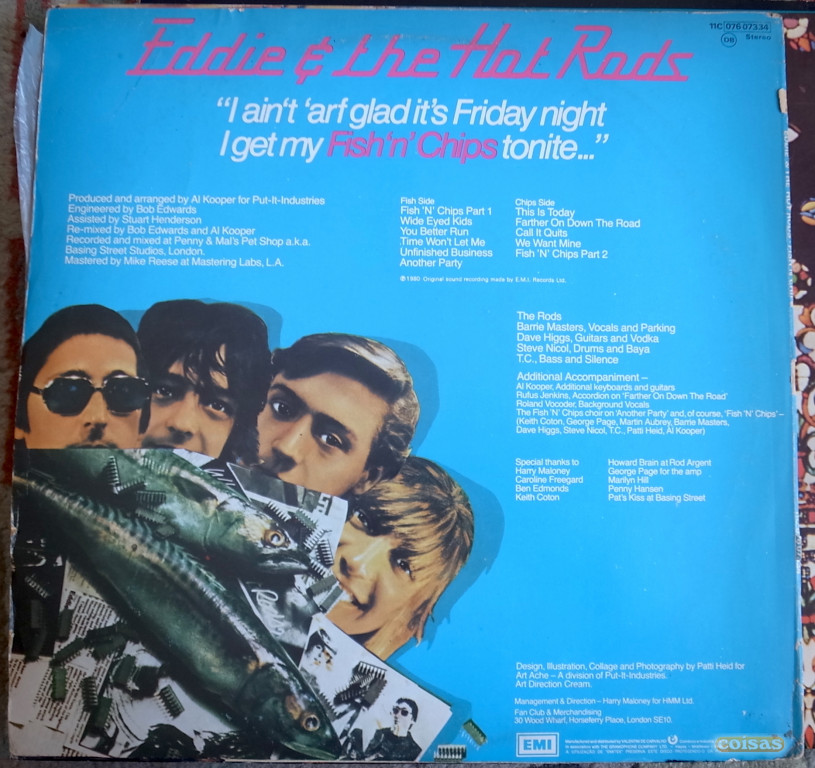 11C 076 07334
DB Stereo
Eddie & the Hot Rods
“I ain't ‘arf glad it's Friday night
I get my Fish ‘n’ Chips tonite...”
Produced and arranged by Al Kooper for Put-It-Industries
Engineered by Bob Edwards
Assisted by Stuart Henderson
Re-mixed by Bob Edwards and Al Kooper
Recorded and mixed at Penny & Mal's Pet Shop a.k.a.
Basing Street Studios, London.
Mastered by Mike Reese at Mastering Labs, L.A.
Fish Side
Fish ‘N’ Chips Part 1
Wide Eyed Kids
You Better Run
Time Won't Let Me
Unfinished Business
Another Party
Chips Side
This Is Today
Farther On Down The Road
Call It Quits
We Want Mine
Fish ‘N’ Chips Part 2
℗ 1980 Original sound recording made by E.M.I. Records Ltd.
The Rods
Barrie Masters, Vocals and Parking
Dave Higgs, Guitars and Vodka
Steve Nicol, Drums and Baya
T.C., Bass and Silence
Additional Accompaniment –
Al Kooper, Additional keyboards and guitars
Rufus Jenkins, Accordion on ‘Farther On Down The Road’
Roland Vocoder, Background Vocals
The Fish ‘N’ Chips choir on ‘Another Party’ and, of course, ‘Fish ‘N’ Chips’ –
(Keith Coton, George Page, Martin Aubrey, Barrie Masters,
Dave Higgs, Steve Nicol, T.C., Patti Heid, Al Kooper)
Special thanks to
Harry Maloney
Caroline Freegard
Ben Edmonds
Keith Coton
Howard Brain at Rod Argent
George Page for the amp
Marilyn Hill
Penny Hansen
Pat's Kiss at Basing Street
Design, Illustration, Collage and Photography by Patti Heid for
Art Ache – A division of Put-It-Industries.
Art Direction Cream.
Management & Direction – Harry Maloney for HMM Ltd.
Fan Club & Merchandising
30 Wood Wharf, Horseferry Place, London SE10.
EMI
coisas